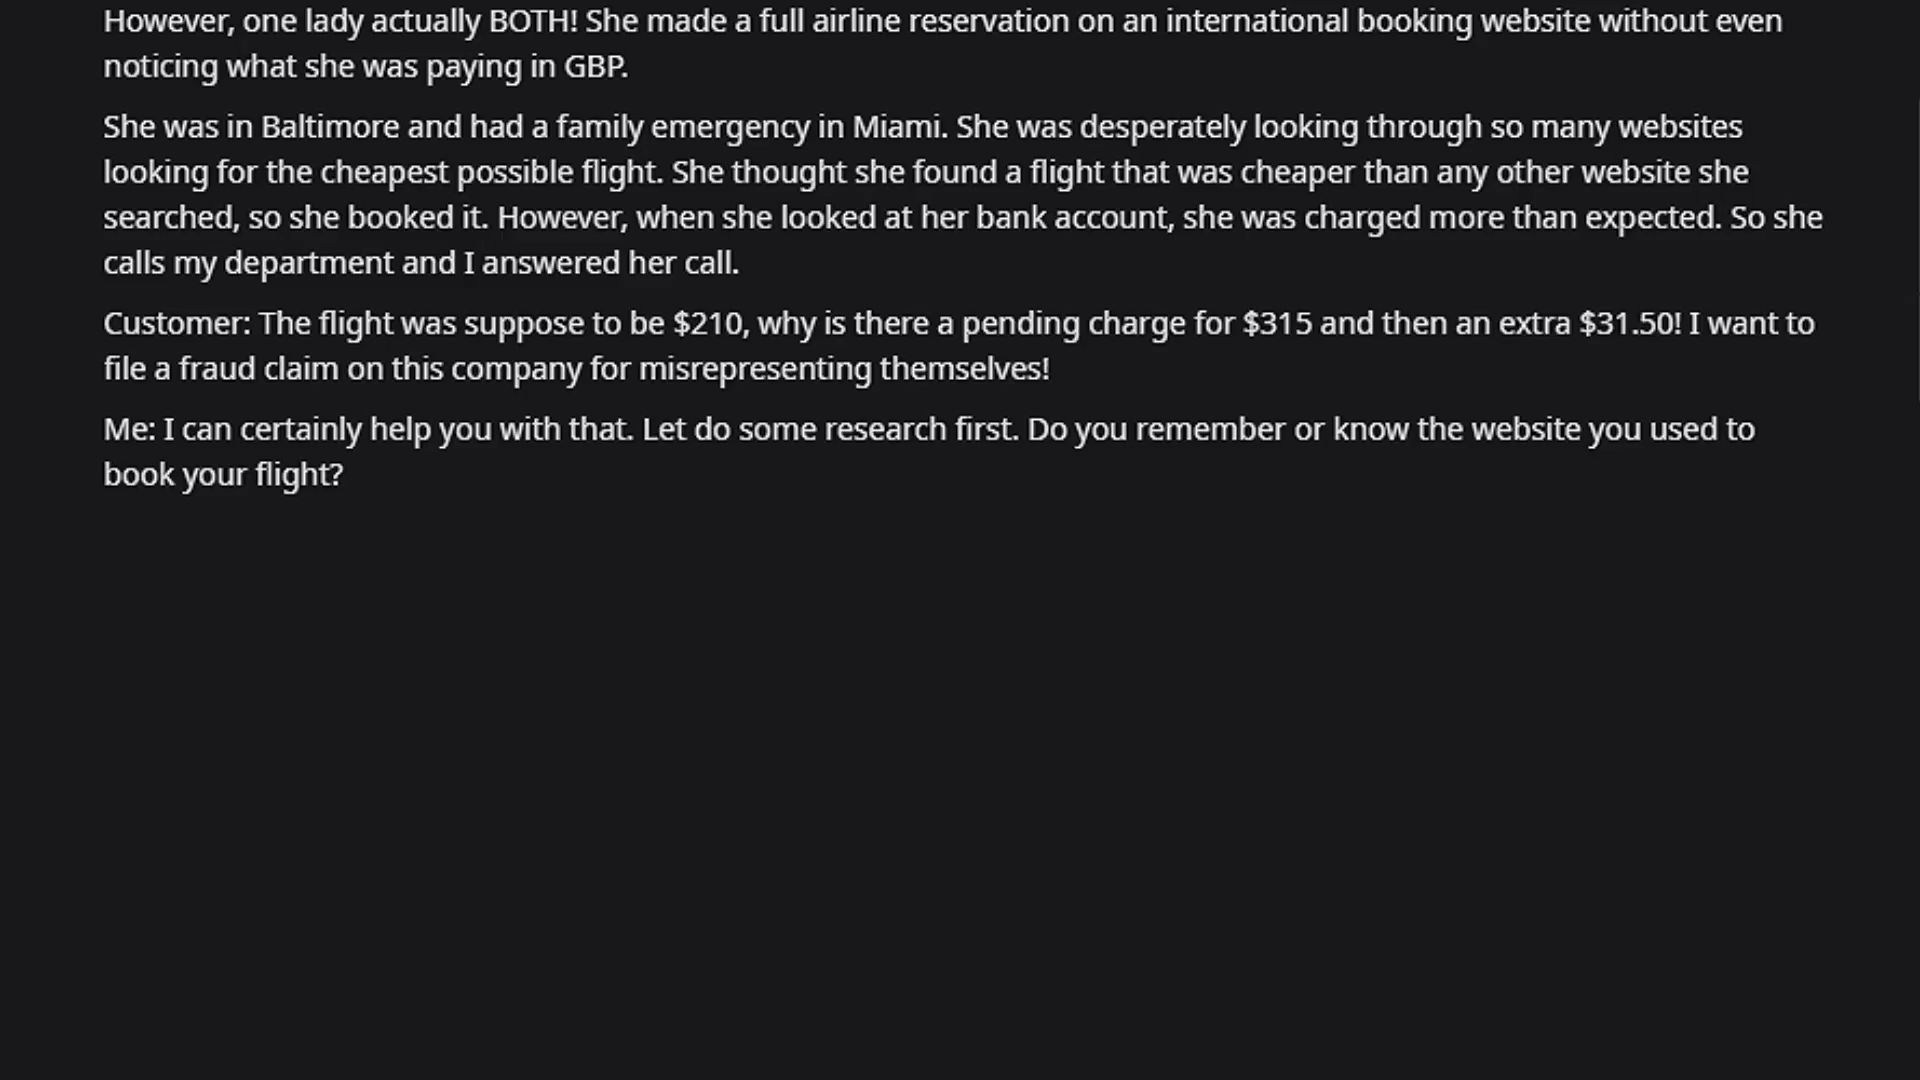 However, one lady actually BOTH! She made a full airline reservation on an international booking website without even
noticing what she was paying in GBP.
She was in Baltimore and had a family emergency in Miami. She was desperately looking through so many websites
looking for the cheapest possible flight. She thought she found a flight that was cheaper than any other website she
searched, so she booked it. However, when she looked at her bank account, she was charged more than expected. So she
calls my department and I answered her call.
Customer: The flight was suppose to be $210, why is there a pending charge for $315 and then an extra $31.50! I want to
file a fraud claim on this company for misrepresenting themselves!
Me: I can certainly help you with that. Let do some research first. Do you remember or know the website you used to
book your flight?